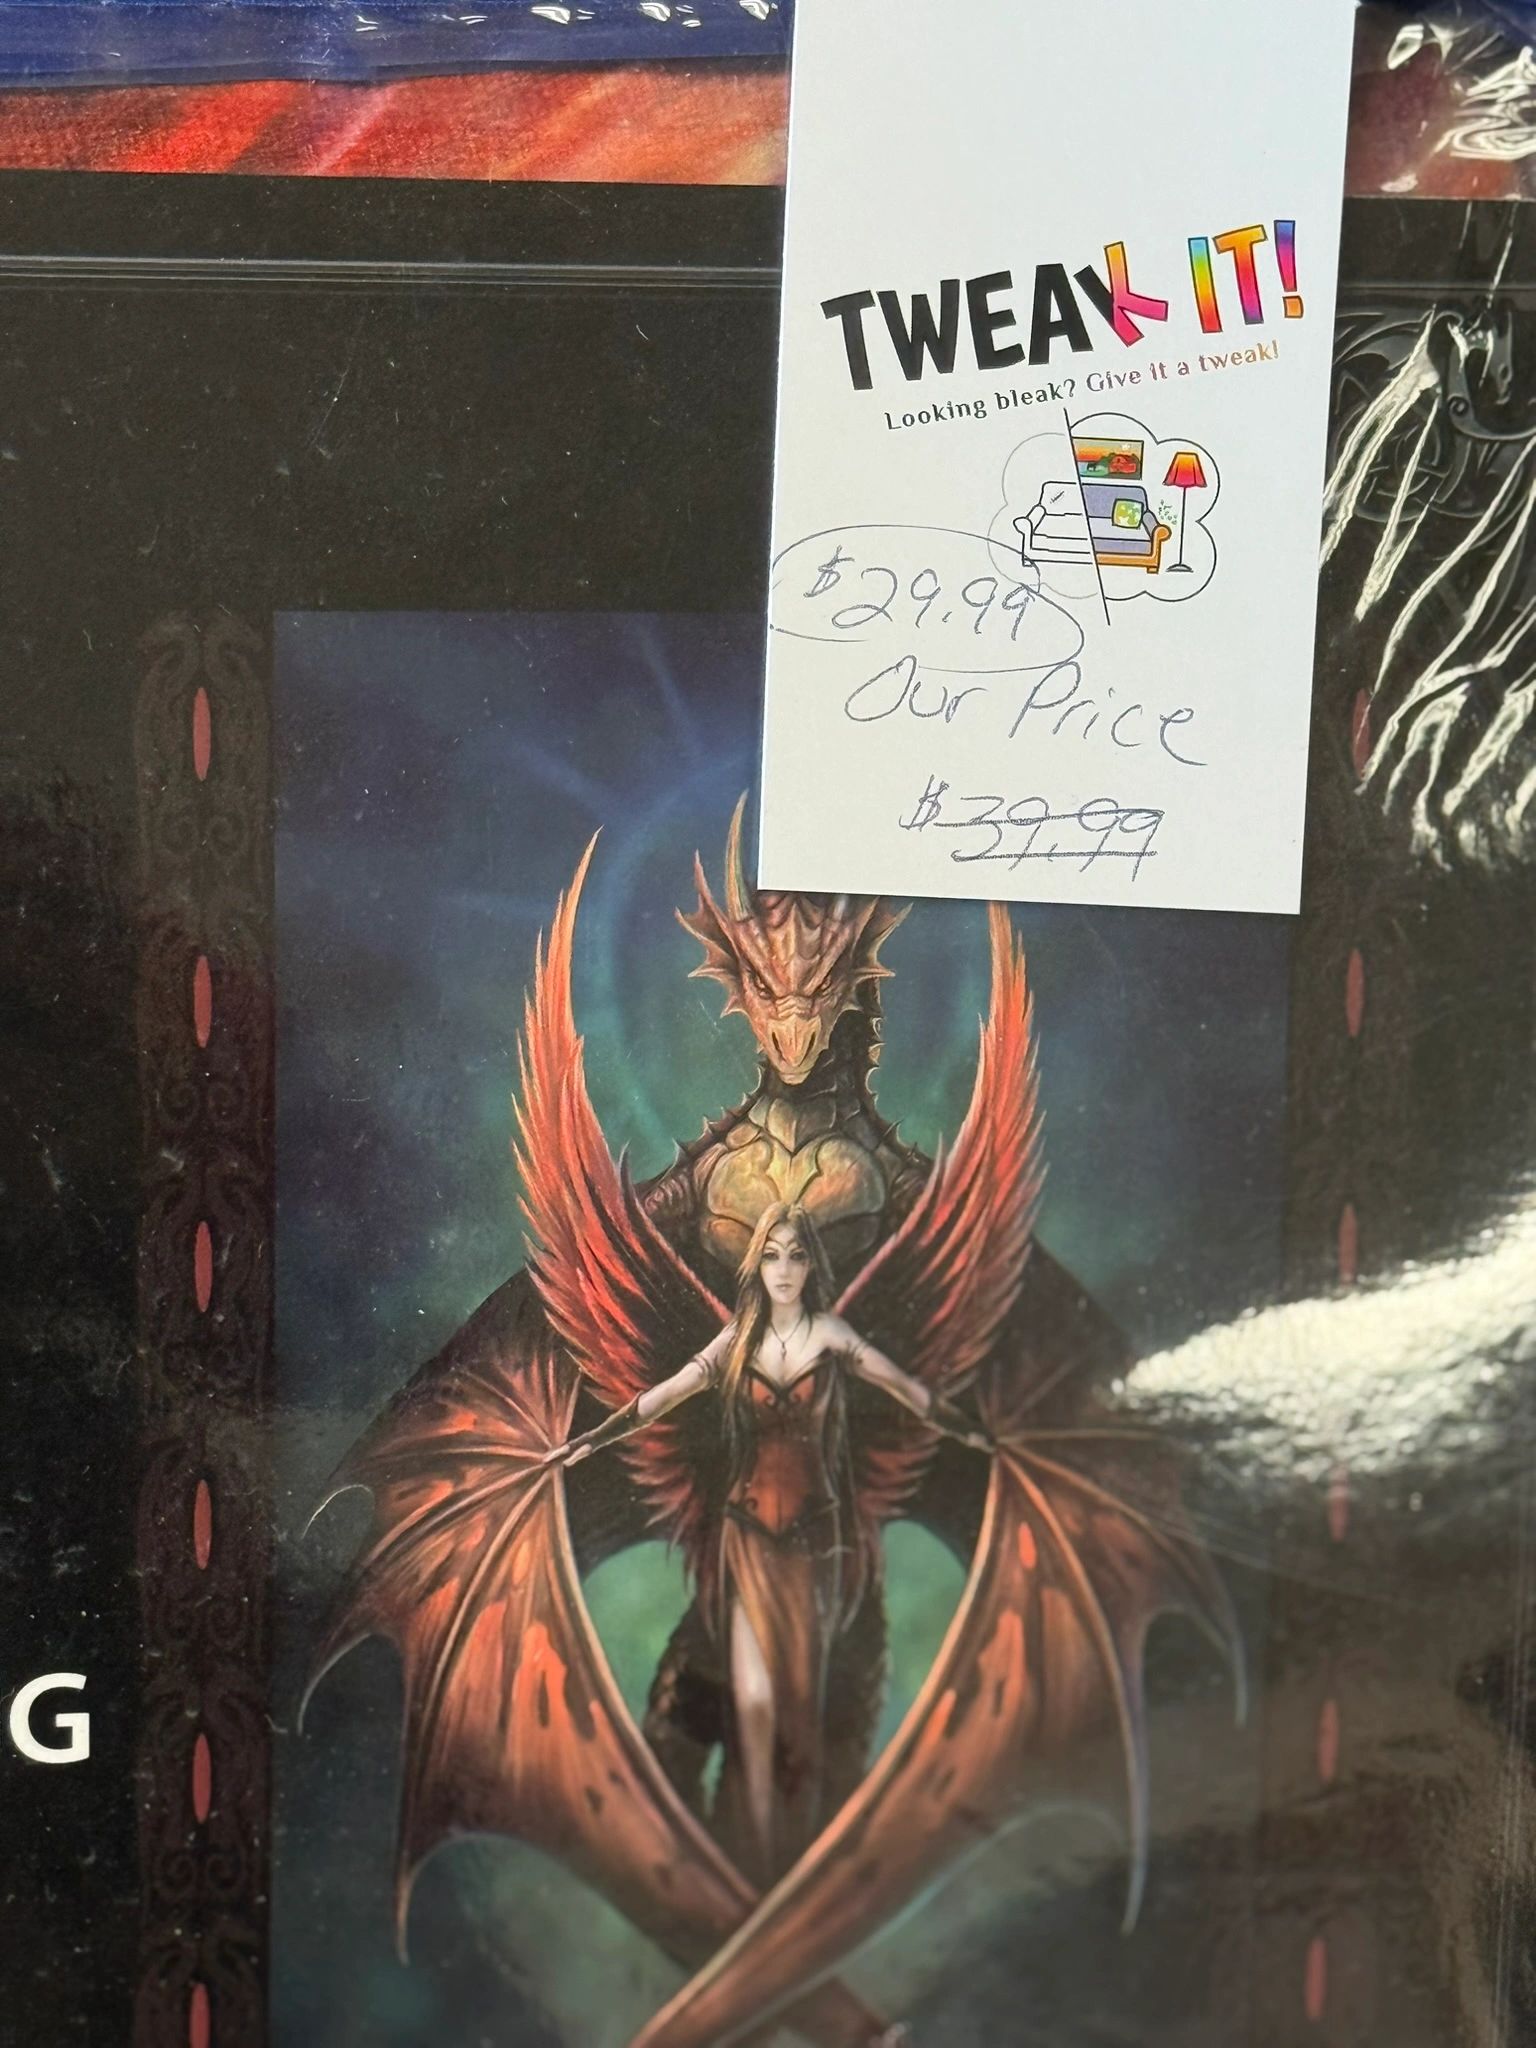 TWEAK IT!
Looking bleak? Give it a tweak!
$29.99
Our Price
$39.99
G